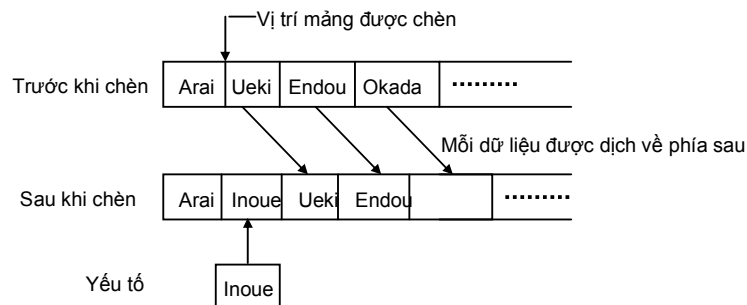 Vị trí mảng được chèn
Trước khi chèn Arai Ueki Endou Okada ·········
Mỗi dữ liệu được dịch về phía sau
Sau khi chèn Arai Inoue Ueki Endou ·········
Yếu tố Inoue